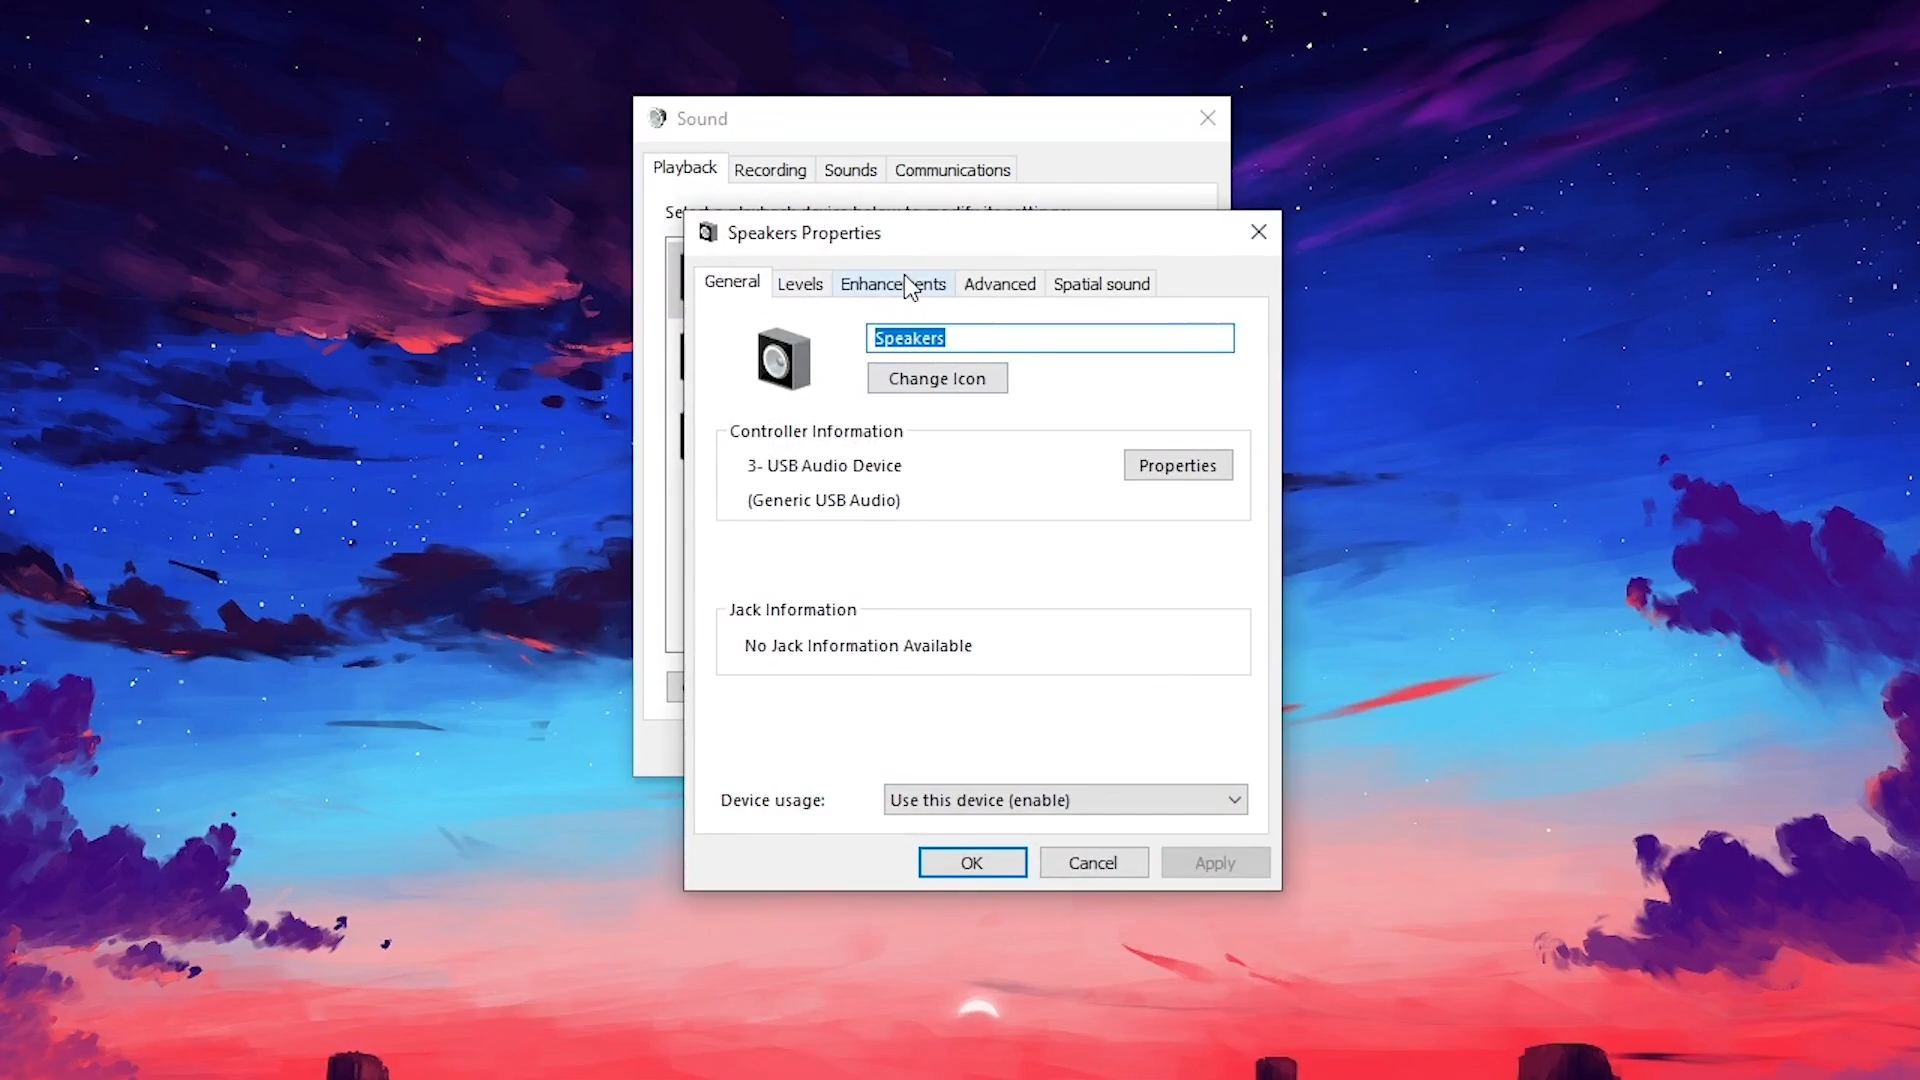 Sound
Playback
Recording
Sounds
Communications
Speakers Properties
General
Levels
Enhancements
Advanced
Spatial sound
Speakers
Change Icon
Controller Information
3- USB Audio Device
Properties
(Generic USB Audio)
Jack Information
No Jack Information Available
Device usage:
Use this device (enable)
OK
Cancel
Apply